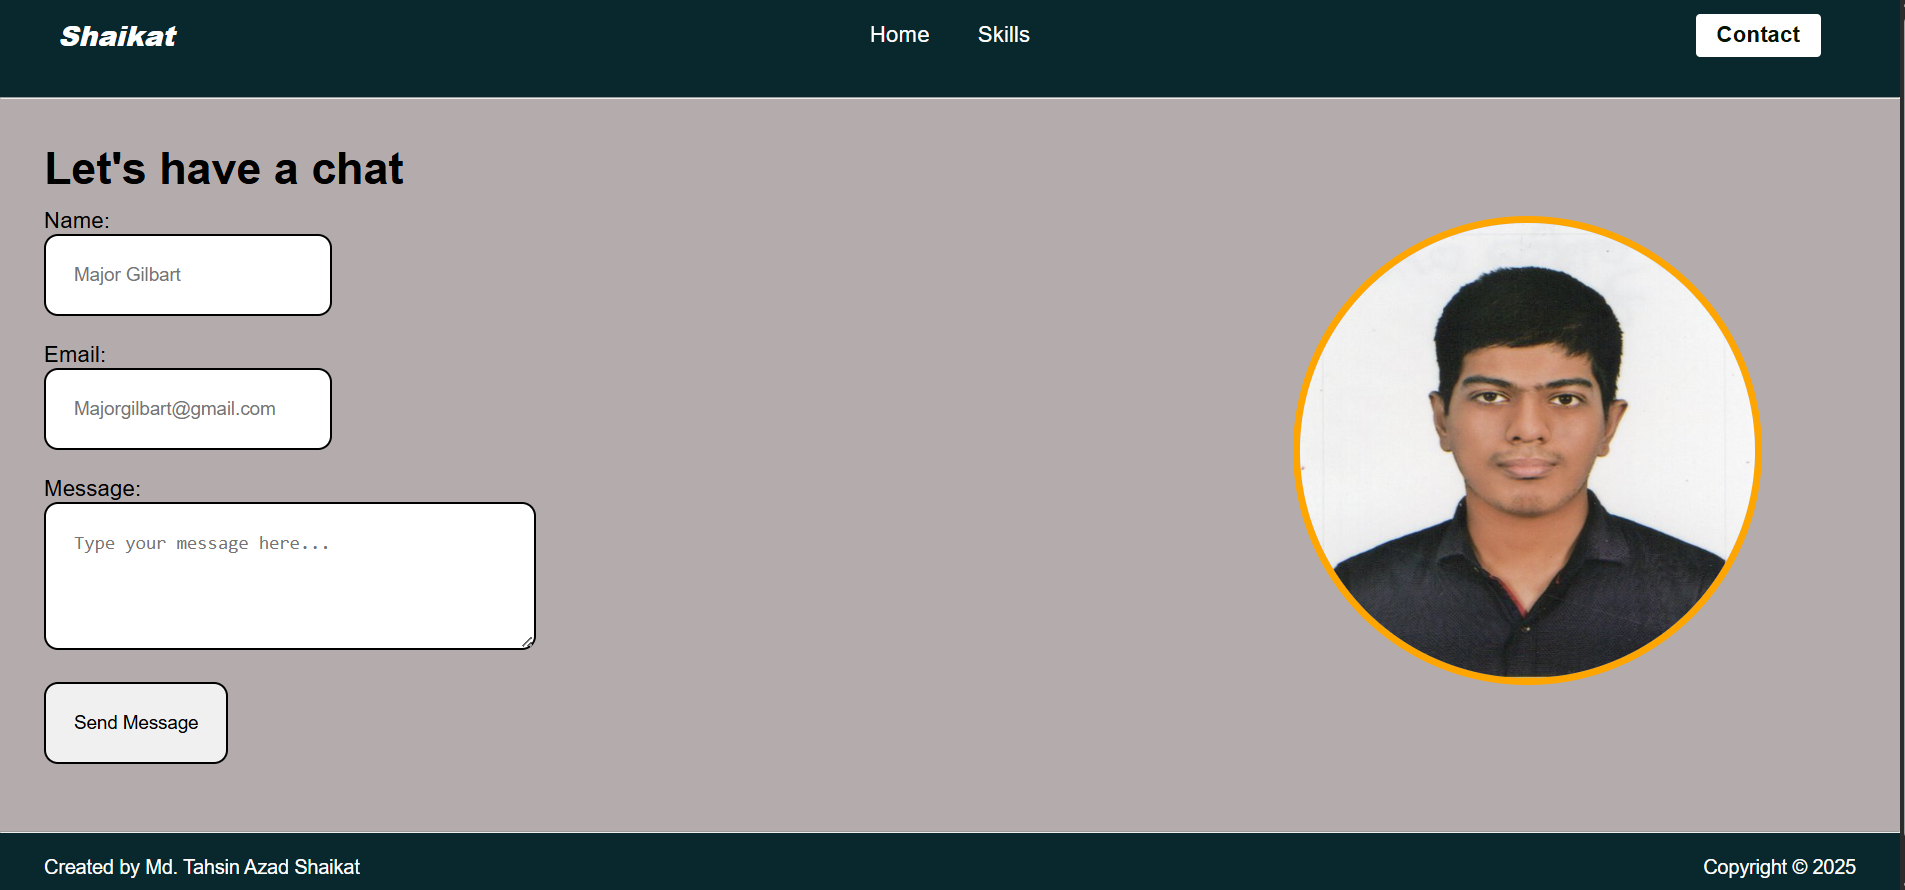 Shaikat
Home
Skills
Contact
Let's have a chat
Name:
Major Gilbart
Email:
Majorgilbart@gmail.com
Message:
Type your message here...
Send Message
Created by Md. Tahsin Azad Shaikat
Copyright © 2025